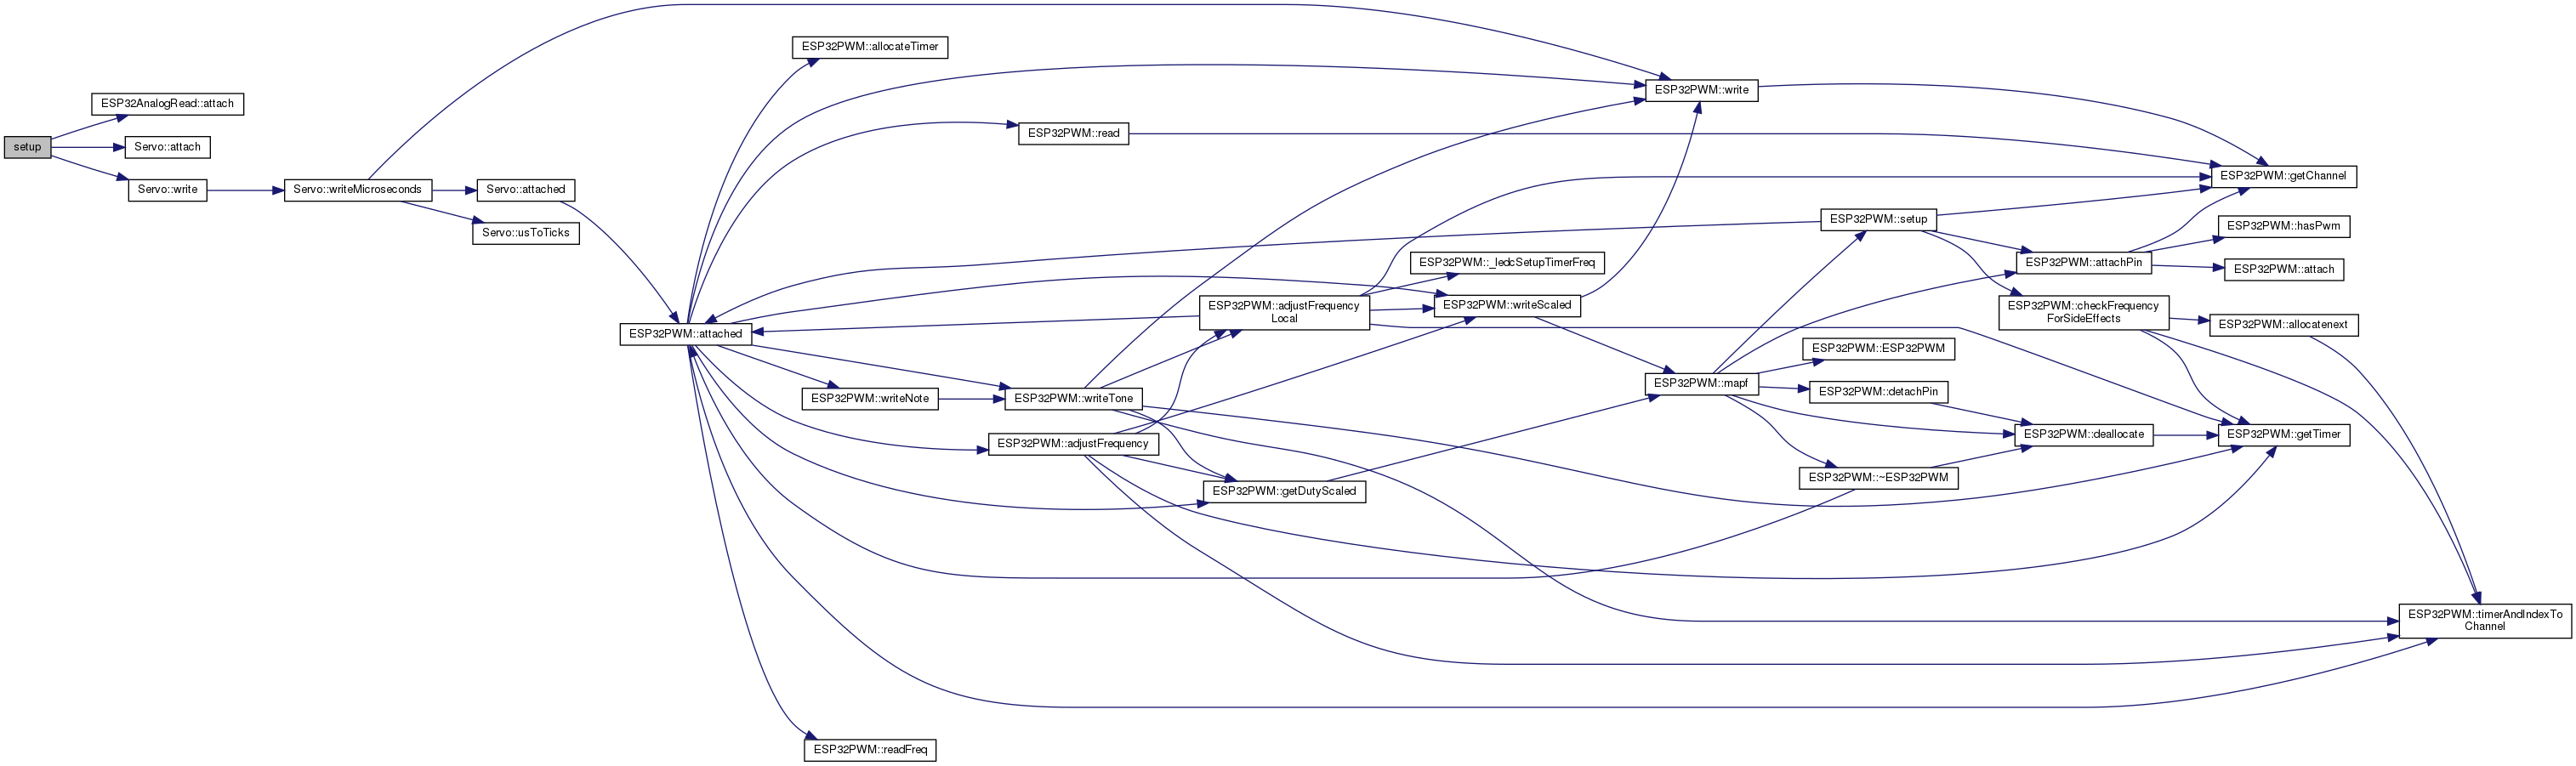 setup
ESP32AnalogRead::attach
Servo::attach
Servo::write
Servo::writeMicroseconds
Servo::attached
Servo::usToTicks
ESP32PWM::attached
ESP32PWM::allocateTimer
ESP32PWM::writeNote
ESP32PWM::readFreq
ESP32PWM::read
ESP32PWM::writeTone
ESP32PWM::adjustFrequency
ESP32PWM::adjustFrequency
Local
ESP32PWM::getDutyScaled
ESP32PWM::_ledcSetupTimerFreq
ESP32PWM::writeScaled
ESP32PWM::write
ESP32PWM::mapf
ESP32PWM::setup
ESP32PWM::ESP32PWM
ESP32PWM::detachPin
ESP32PWM::~ESP32PWM
ESP32PWM::attachPin
ESP32PWM::checkFrequency
ForSideEffects
ESP32PWM::deallocate
ESP32PWM::getChannel
ESP32PWM::hasPwm
ESP32PWM::attach
ESP32PWM::allocatenext
ESP32PWM::getTimer
ESP32PWM::timerAndIndexTo
Channel